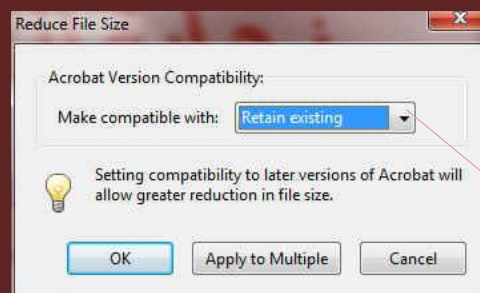 Reduce File Size
Acrobat Version Compatibility:
Make compatible with: Retain existing
Setting compatibility to later versions of Acrobat will
allow greater reduction in file size.
OK Apply to Multiple Cancel